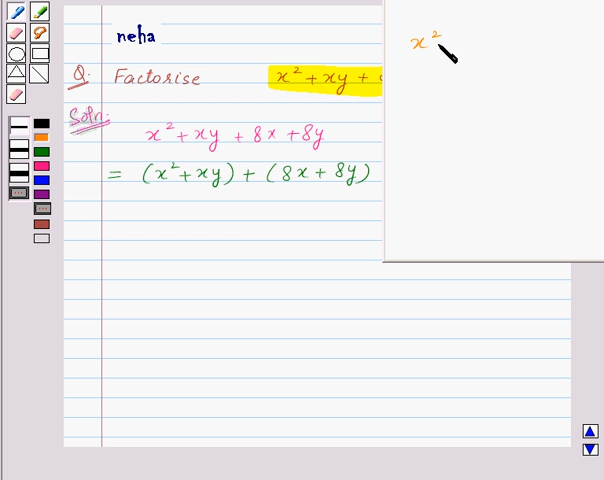 neha
Q. Factorise x² + xy +
Soln.
x² + xy + 8x + 8y
= (x² + xy) + (8x + 8y)
x²